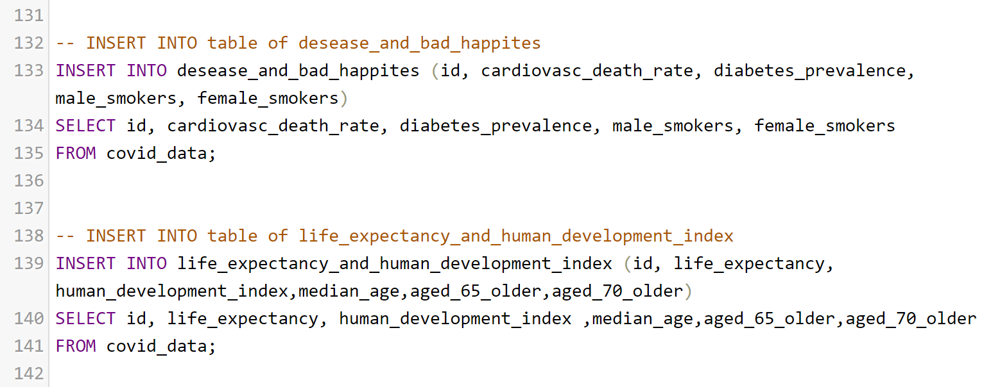 131
132 -- INSERT INTO table of desease_and_bad_happites
133 INSERT INTO desease_and_bad_happites (id, cardiovasc_death_rate, diabetes_prevalence,
male_smokers, female_smokers)
134 SELECT id, cardiovasc_death_rate, diabetes_prevalence, male_smokers, female_smokers
135 FROM covid_data;
136
137
138 -- INSERT INTO table of life_expectancy_and_human_development_index
139 INSERT INTO life_expectancy_and_human_development_index (id, life_expectancy,
human_development_index,median_age,aged_65_older,aged_70_older)
140 SELECT id, life_expectancy, human_development_index ,median_age,aged_65_older,aged_70_older
141 FROM covid_data;
142